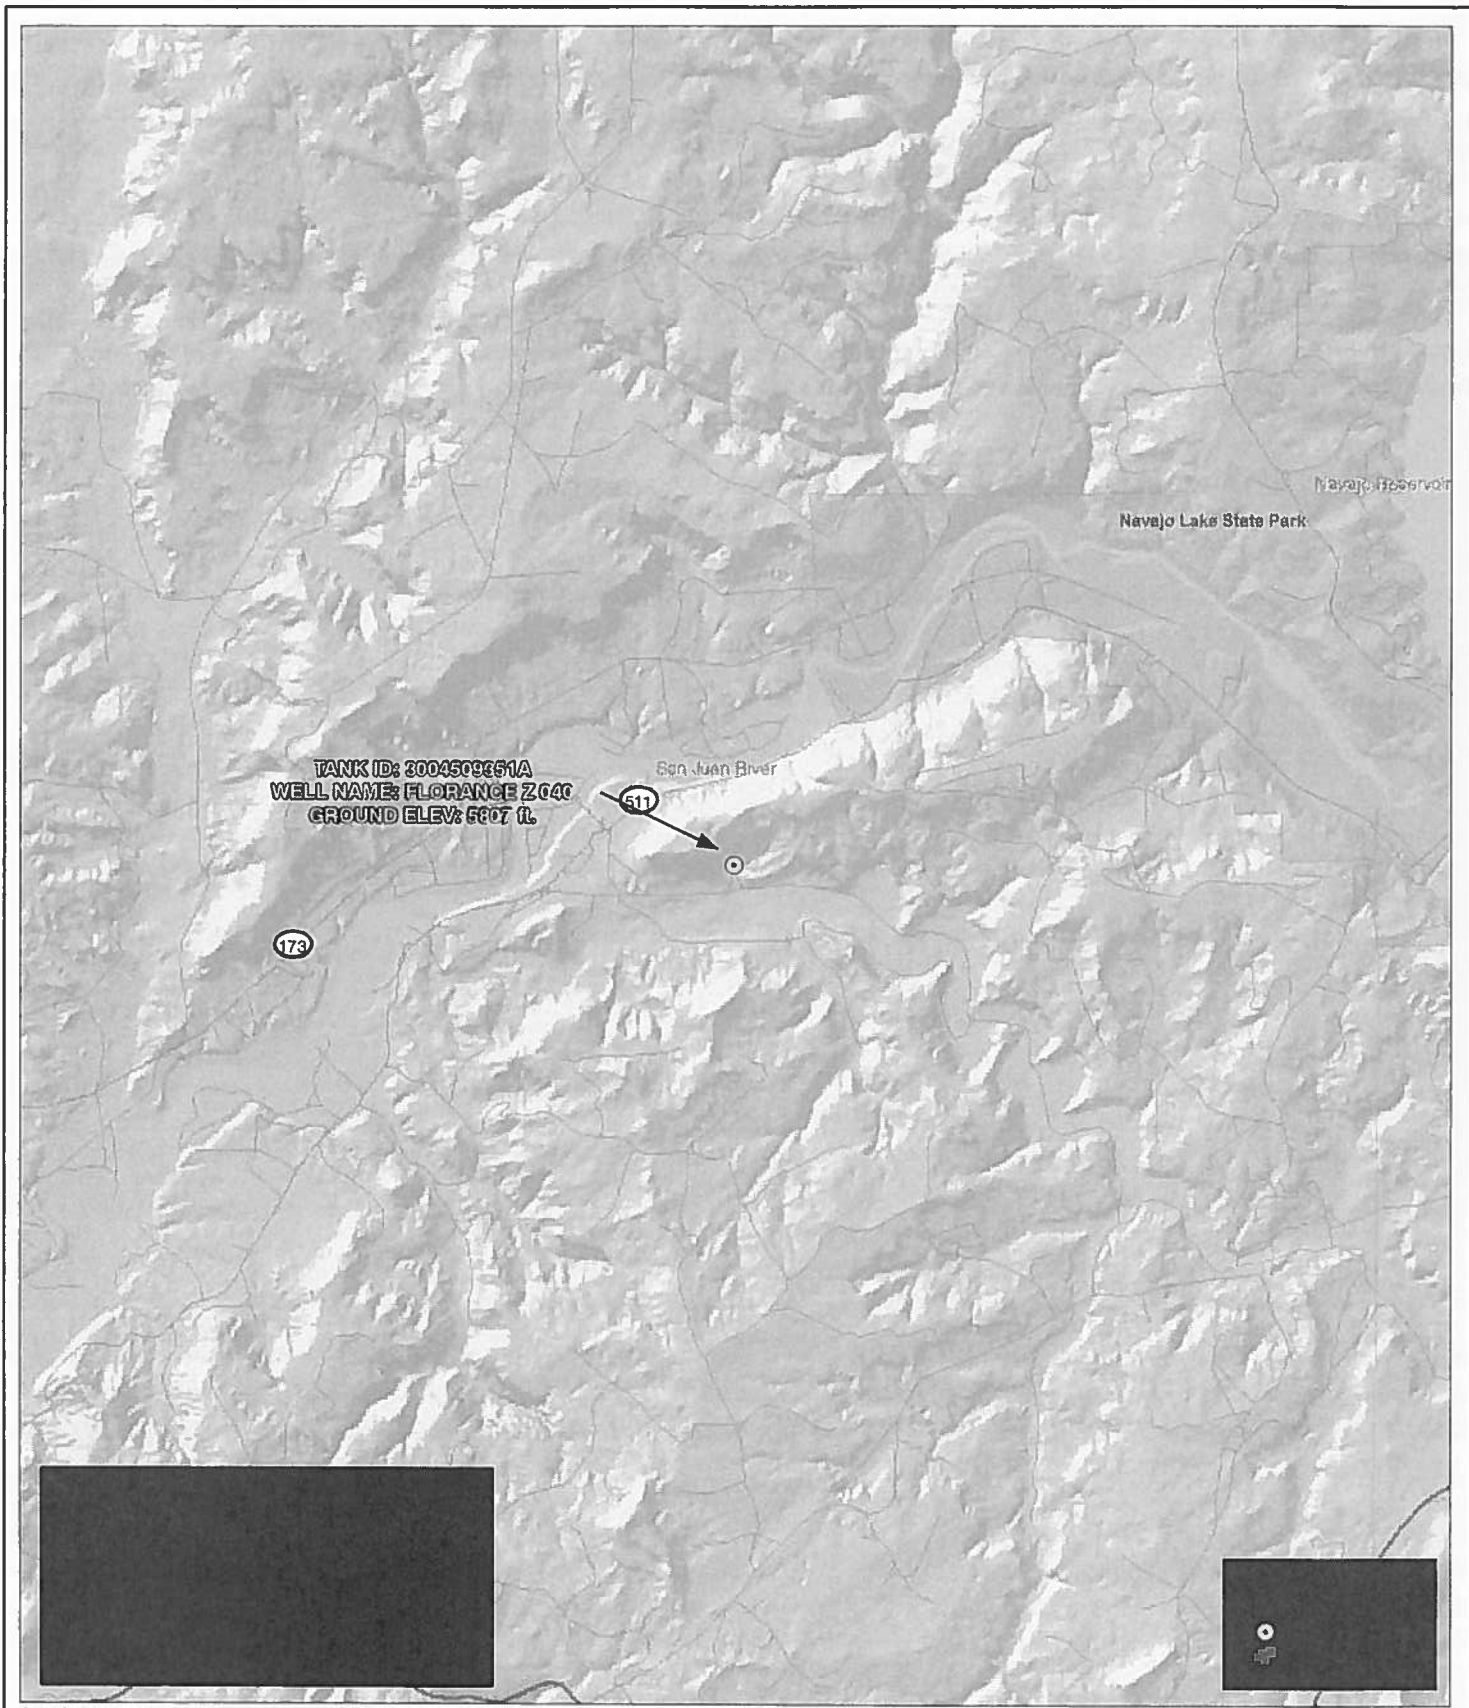 Navajo Reservoir
Navajo Lake State Park
TANK ID: 3004509351A
WELL NAME: FLORANCE Z 040
GROUND ELEV: 5807 ft.
San Juan River
511
173